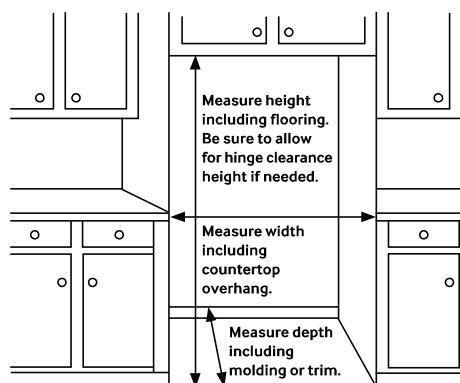 Measure height
including flooring.
Be sure to allow
for hinge clearance
height if needed.
Measure width
including
countertop
overhang.
Measure depth
including
molding or trim.